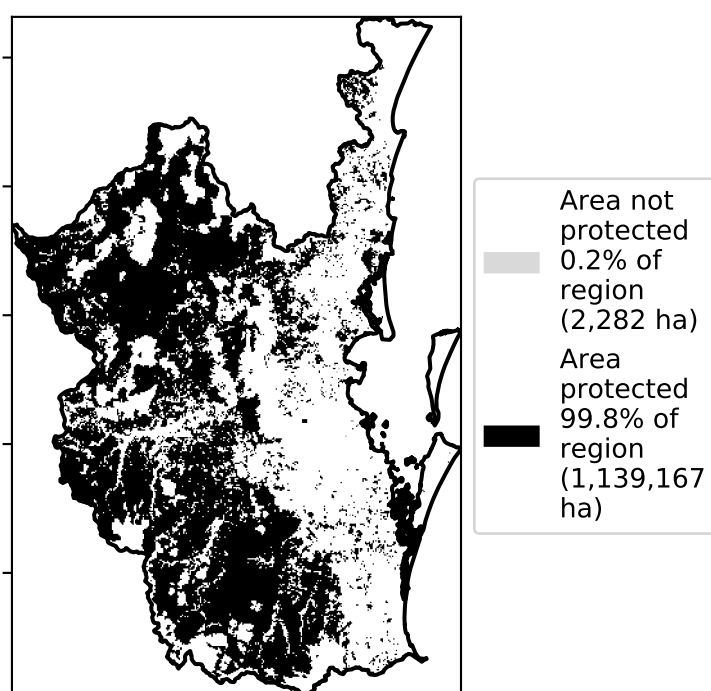 Area not
protected
0.2% of
region
(2,282 ha)
Area
protected
99.8% of
region
(1,139,167
ha)